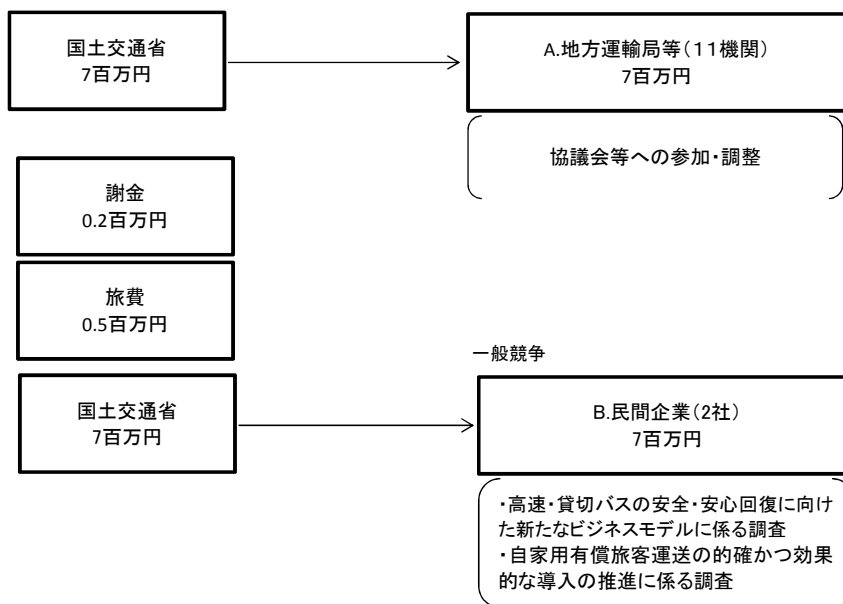 国土交通省
7百万円
A.地方運輸局等(11機関)
7百万円
協議会等への参加・調整
謝金
0.2百万円
旅費
0.5百万円
一般競争
国土交通省
7百万円
B.民間企業(2社)
7百万円
・高速・貸切バスの安全・安心回復に向け
た新たなビジネスモデルに係る調査
・自家用有償旅客運送の的確かつ効果
的な導入の推進に係る調査